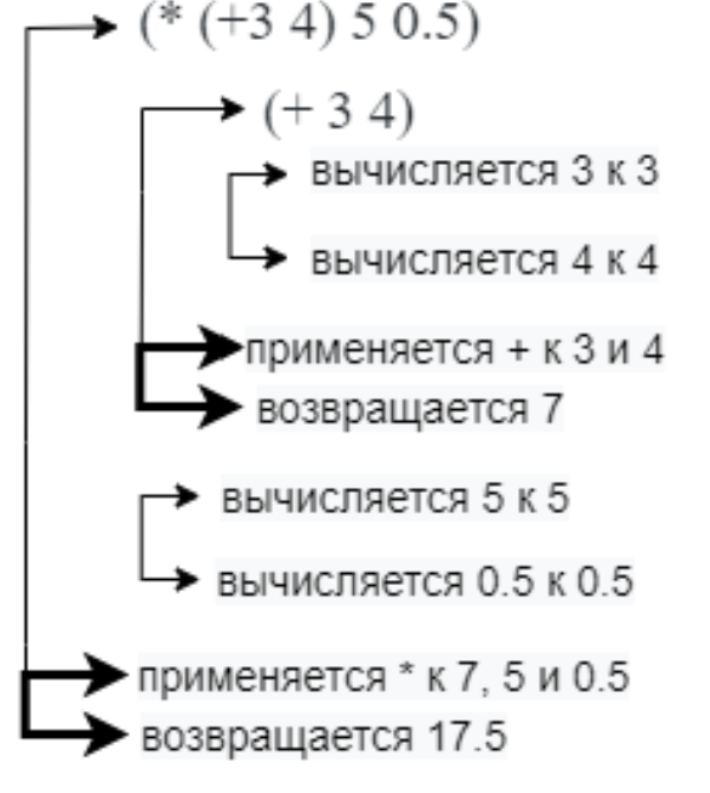 (* (+3 4) 5 0.5)
(+ 3 4)
вычисляется 3 к 3
вычисляется 4 к 4
применяется + к 3 и 4
возвращается 7
вычисляется 5 к 5
вычисляется 0.5 к 0.5
применяется * к 7, 5 и 0.5
возвращается 17.5